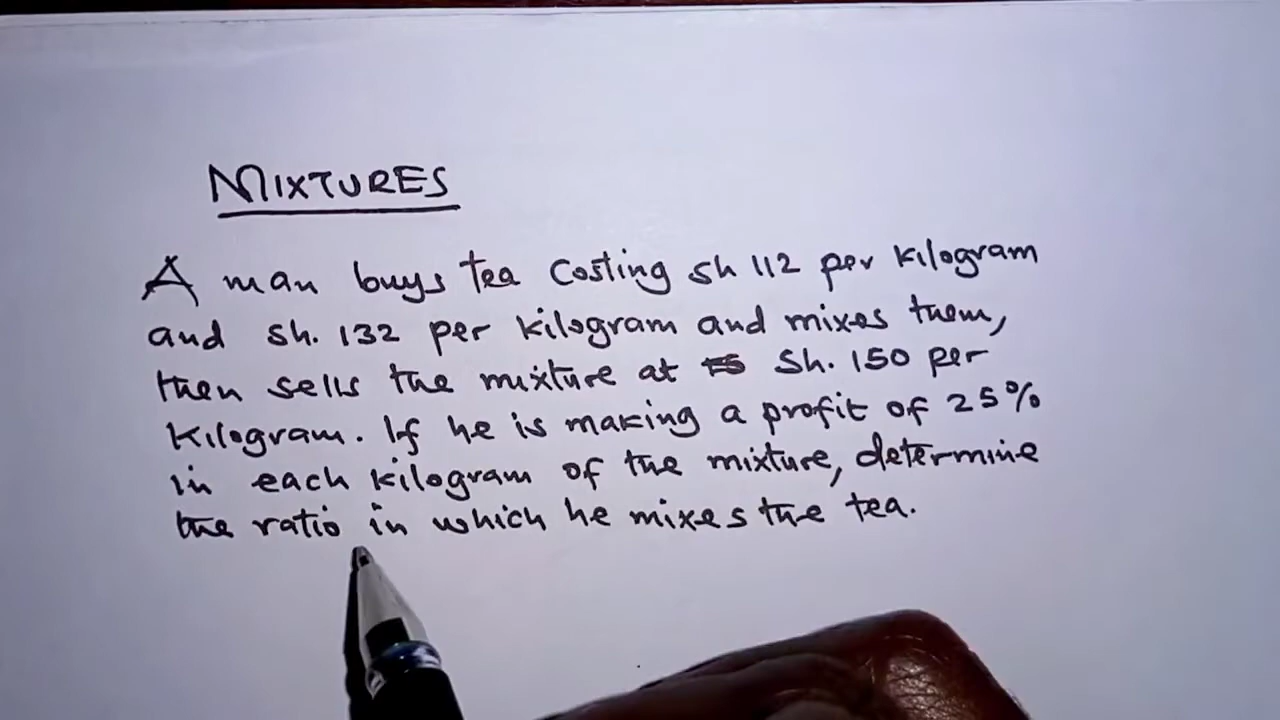 MIXTURES
A man buys tea costing sh 112 per kilogram
and sh. 132 per kilogram and mixes them,
then sells the mixture at sh. 150 per
kilogram. If he is making a profit of 25%
in each kilogram of the mixture, determine
the ratio in which he mixes the tea.